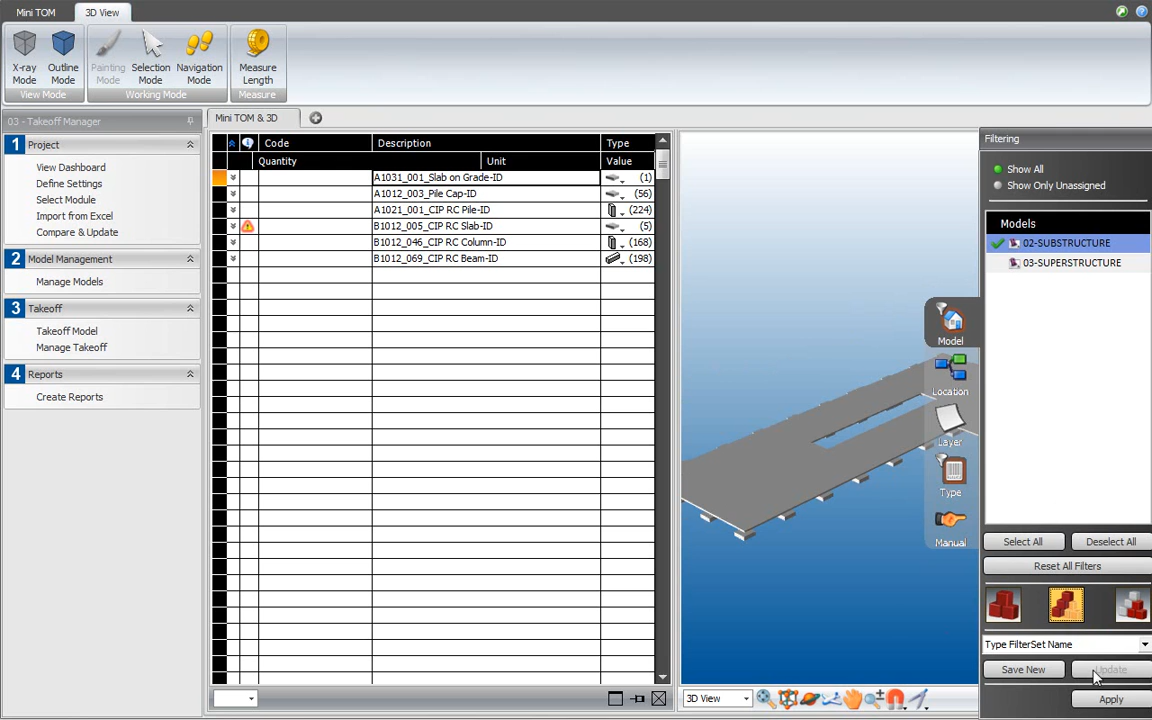 Mini TOM
3D View
X-ray Mode
Outline Mode
Painting Mode
Selection Mode
Navigation Mode
Measure Length
View Mode
Working Mode
Measure
03 - Takeoff Manager
Mini TOM & 3D
1 Project
View Dashboard
Define Settings
Select Module
Import from Excel
Compare & Update
2 Model Management
Manage Models
3 Takeoff
Takeoff Model
Manage Takeoff
4 Reports
Create Reports
Code Description Type
Quantity Unit Value
A1031_001_Slab on Grade-ID (1)
A1012_003_Pile Cap-ID (56)
A1021_001_CIP RC Pile-ID (224)
B1012_005_CIP RC Slab-ID (5)
B1012_046_CIP RC Column-ID (168)
B1012_069_CIP RC Beam-ID (198)
3D View
Model
Location
Layer
Type
Manual
Filtering
Show All
Show Only Unassigned
Models
02-SUBSTRUCTURE
03-SUPERSTRUCTURE
Select All
Deselect All
Reset All Filters
Type FilterSet Name
Save New
Update
Apply